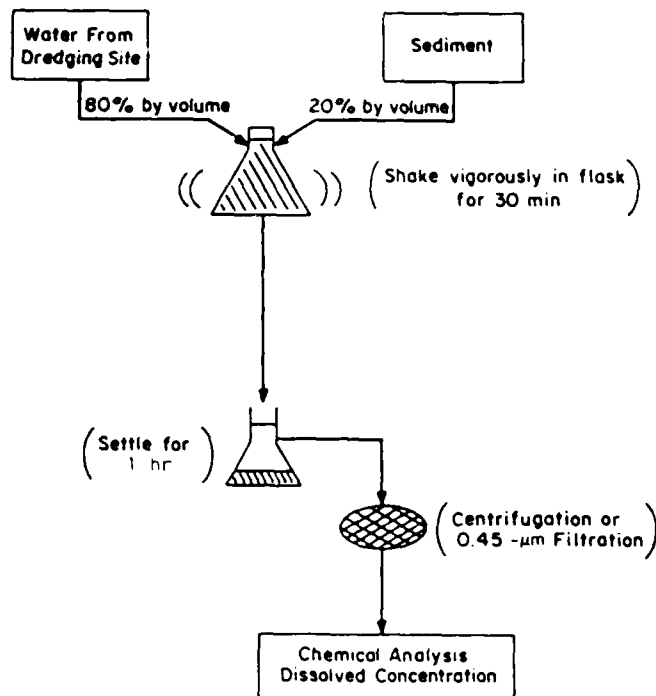 Water From
Dredging Site
Sediment
80% by volume
20% by volume
Shake vigorously in flask
for 30 min
Settle for
1 hr
Centrifugation or
0.45 -μm Filtration
Chemical Analysis
Dissolved Concentration